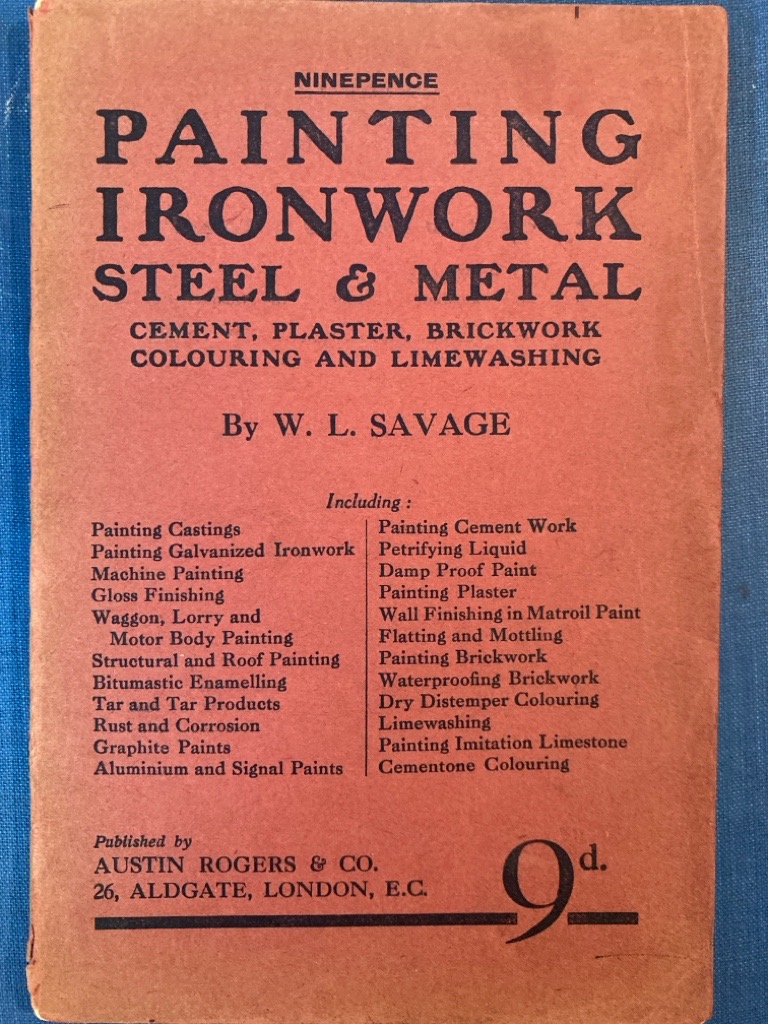 NINEPENCE
PAINTING
IRONWORK
STEEL & METAL
CEMENT, PLASTER, BRICKWORK
COLOURING AND LIMEWASHING
By W. L. SAVAGE
Including :
Painting Castings
Painting Galvanized Ironwork
Machine Painting
Gloss Finishing
Waggon, Lorry and
Motor Body Painting
Structural and Roof Painting
Bitumastic Enamelling
Tar and Tar Products
Rust and Corrosion
Graphite Paints
Aluminium and Signal Paints
Painting Cement Work
Petrifying Liquid
Damp Proof Paint
Painting Plaster
Wall Finishing in Matroil Paint
Flatting and Mottling
Painting Brickwork
Waterproofing Brickwork
Dry Distemper Colouring
Limewashing
Painting Imitation Limestone
Cementone Colouring
Published by
AUSTIN ROGERS & CO.
26, ALDGATE, LONDON, E.C.
9d.